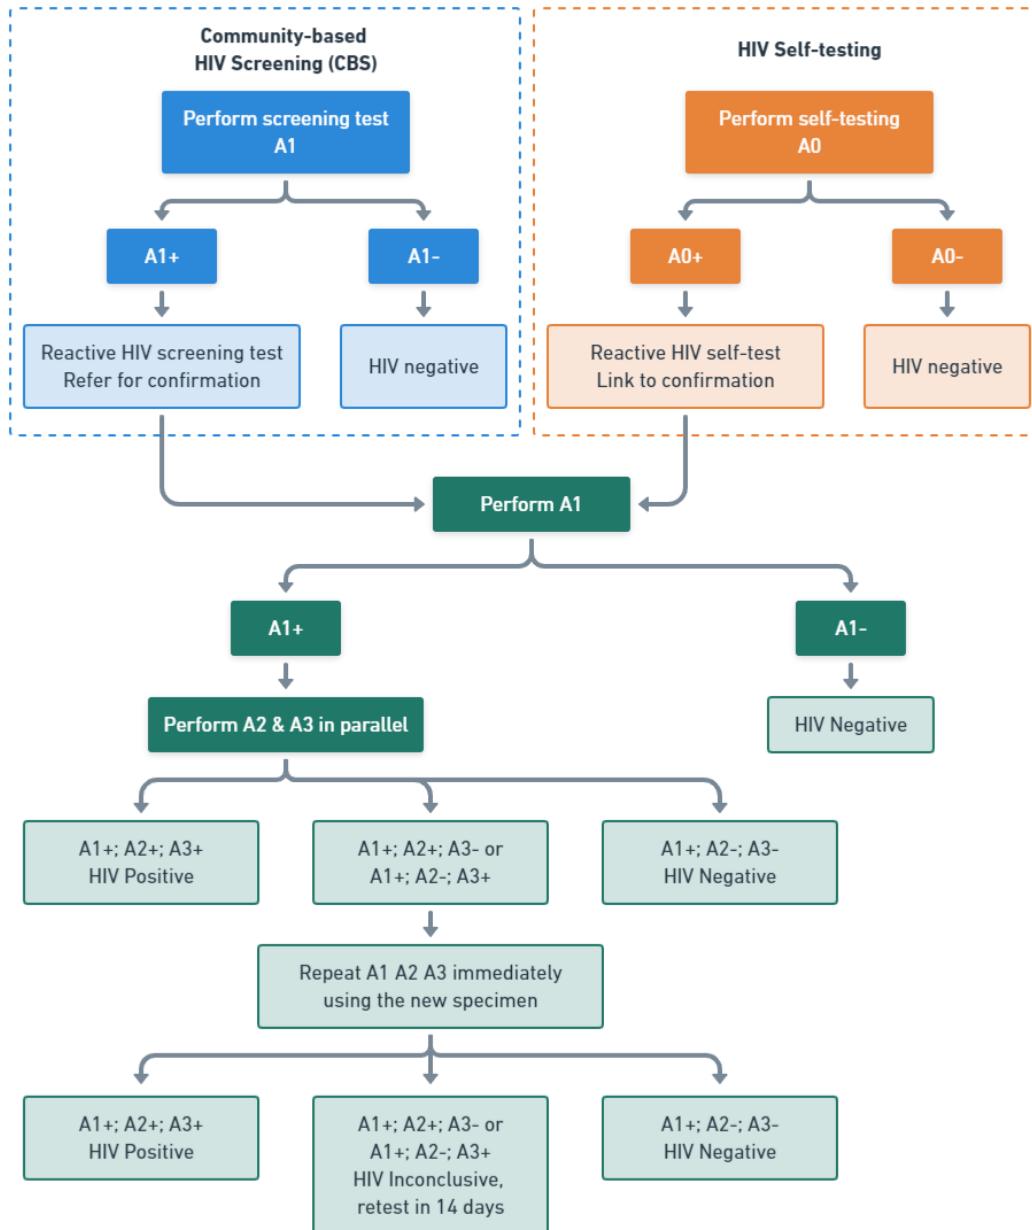 Community-based
HIV Screening (CBS)
Perform screening test
A1
A1+
A1-
Reactive HIV screening test
Refer for confirmation
HIV negative
HIV Self-testing
Perform self-testing
A0
A0+
A0-
Reactive HIV self-test
Link to confirmation
HIV negative
Perform A1
A1+
A1-
Perform A2 & A3 in parallel
HIV Negative
A1+; A2+; A3+
HIV Positive
A1+; A2+; A3- or
A1+; A2-; A3+
A1+; A2-; A3-
HIV Negative
Repeat A1 A2 A3 immediately
using the new specimen
A1+; A2+; A3+
HIV Positive
A1+; A2+; A3- or
A1+; A2-; A3+
HIV Inconclusive,
retest in 14 days
A1+; A2-; A3-
HIV Negative